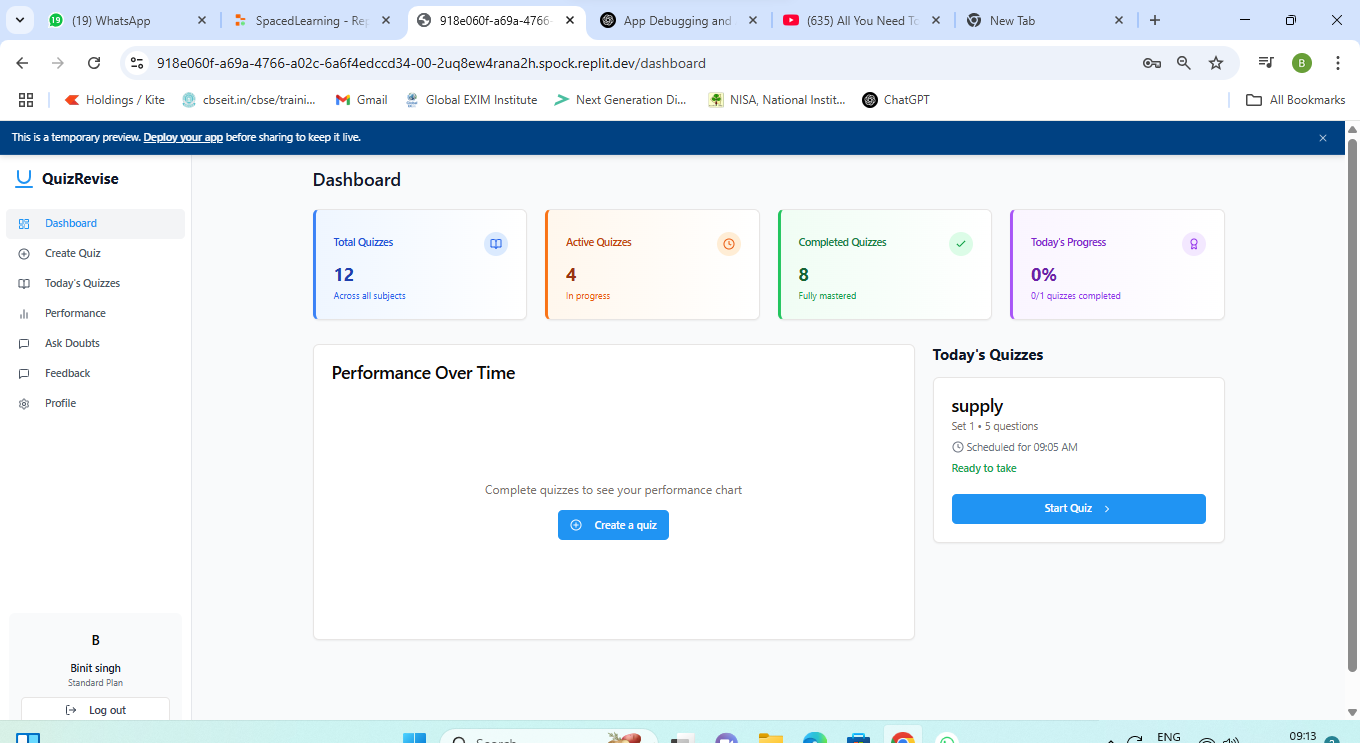 (19) WhatsApp
SpacedLearning - Rep
918e060f-a69a-4766-
App Debugging and
(635) All You Need To
New Tab
918e060f-a69a-4766-a02c-6a6f4edccd34-00-2uq8ew4rana2h.spock.replit.dev/dashboard
B
Holdings / Kite
cbseit.in/cbse/traini...
Gmail
Global EXIM Institute
Next Generation Di...
NISA, National Instit...
ChatGPT
All Bookmarks
This is a temporary preview. Deploy your app before sharing to keep it live.
QuizRevise
Dashboard
Create Quiz
Today's Quizzes
Performance
Ask Doubts
Feedback
Profile
B
Binit singh
Standard Plan
Log out
Dashboard
Total Quizzes
12
Across all subjects
Active Quizzes
4
In progress
Completed Quizzes
8
Fully mastered
Today's Progress
0%
0/1 quizzes completed
Performance Over Time
Complete quizzes to see your performance chart
Create a quiz
Today's Quizzes
supply
Set 1 • 5 questions
Scheduled for 09:05 AM
Ready to take
Start Quiz
Search
ENG
09:13